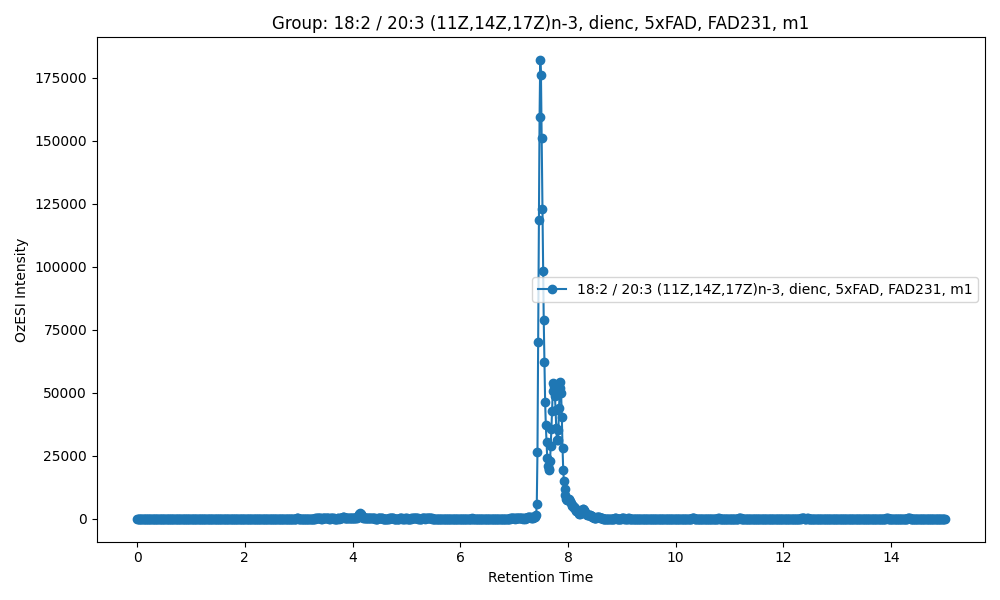 Group: 18:2 / 20:3 (11Z,14Z,17Z)n-3, dienc, 5xFAD, FAD231, m1
175000
150000
125000
100000
75000
50000
25000
0
OzESI Intensity
18:2 / 20:3 (11Z,14Z,17Z)n-3, dienc, 5xFAD, FAD231, m1
0 2 4 6 8 10 12 14
Retention Time